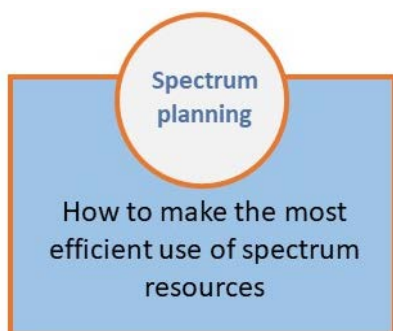 Spectrum
planning
How to make the most
efficient use of spectrum
resources